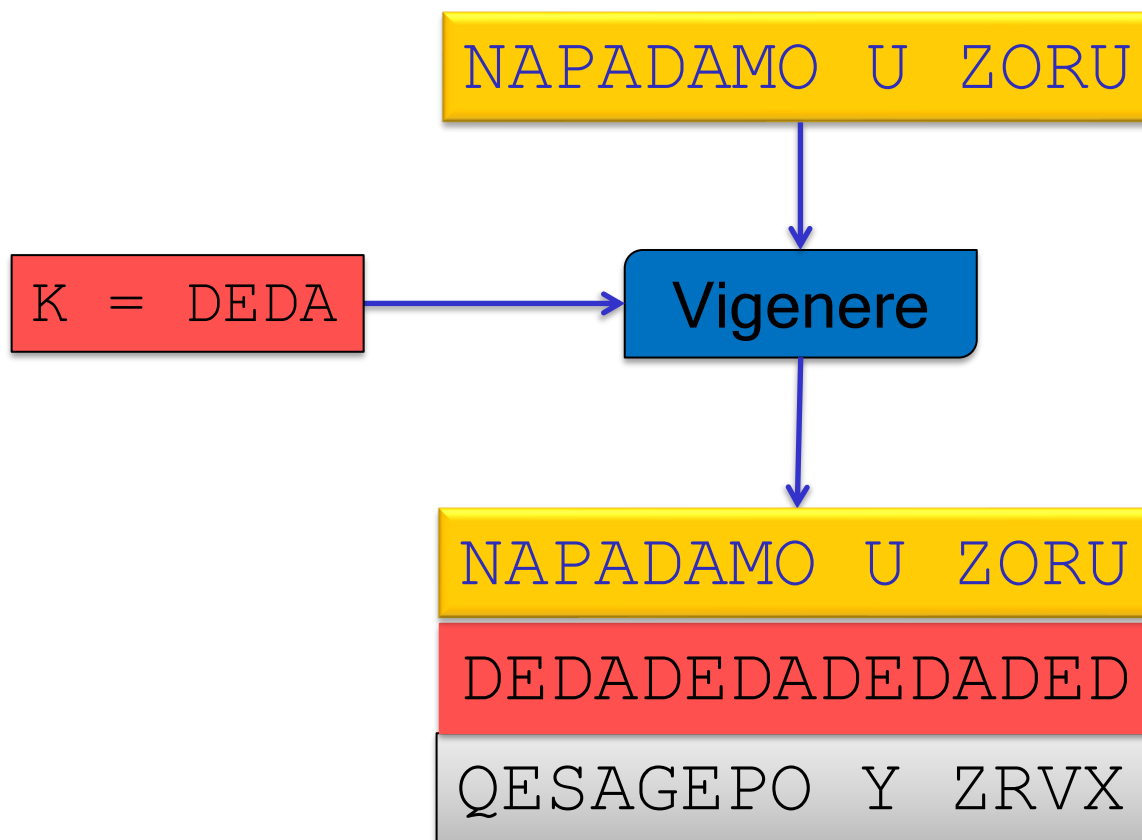 NAPADAMO U ZORU
K = DEDA
Vigenere
NAPADAMO U ZORU
DEDADEDADEDADED
QESAGEPO Y ZRVX